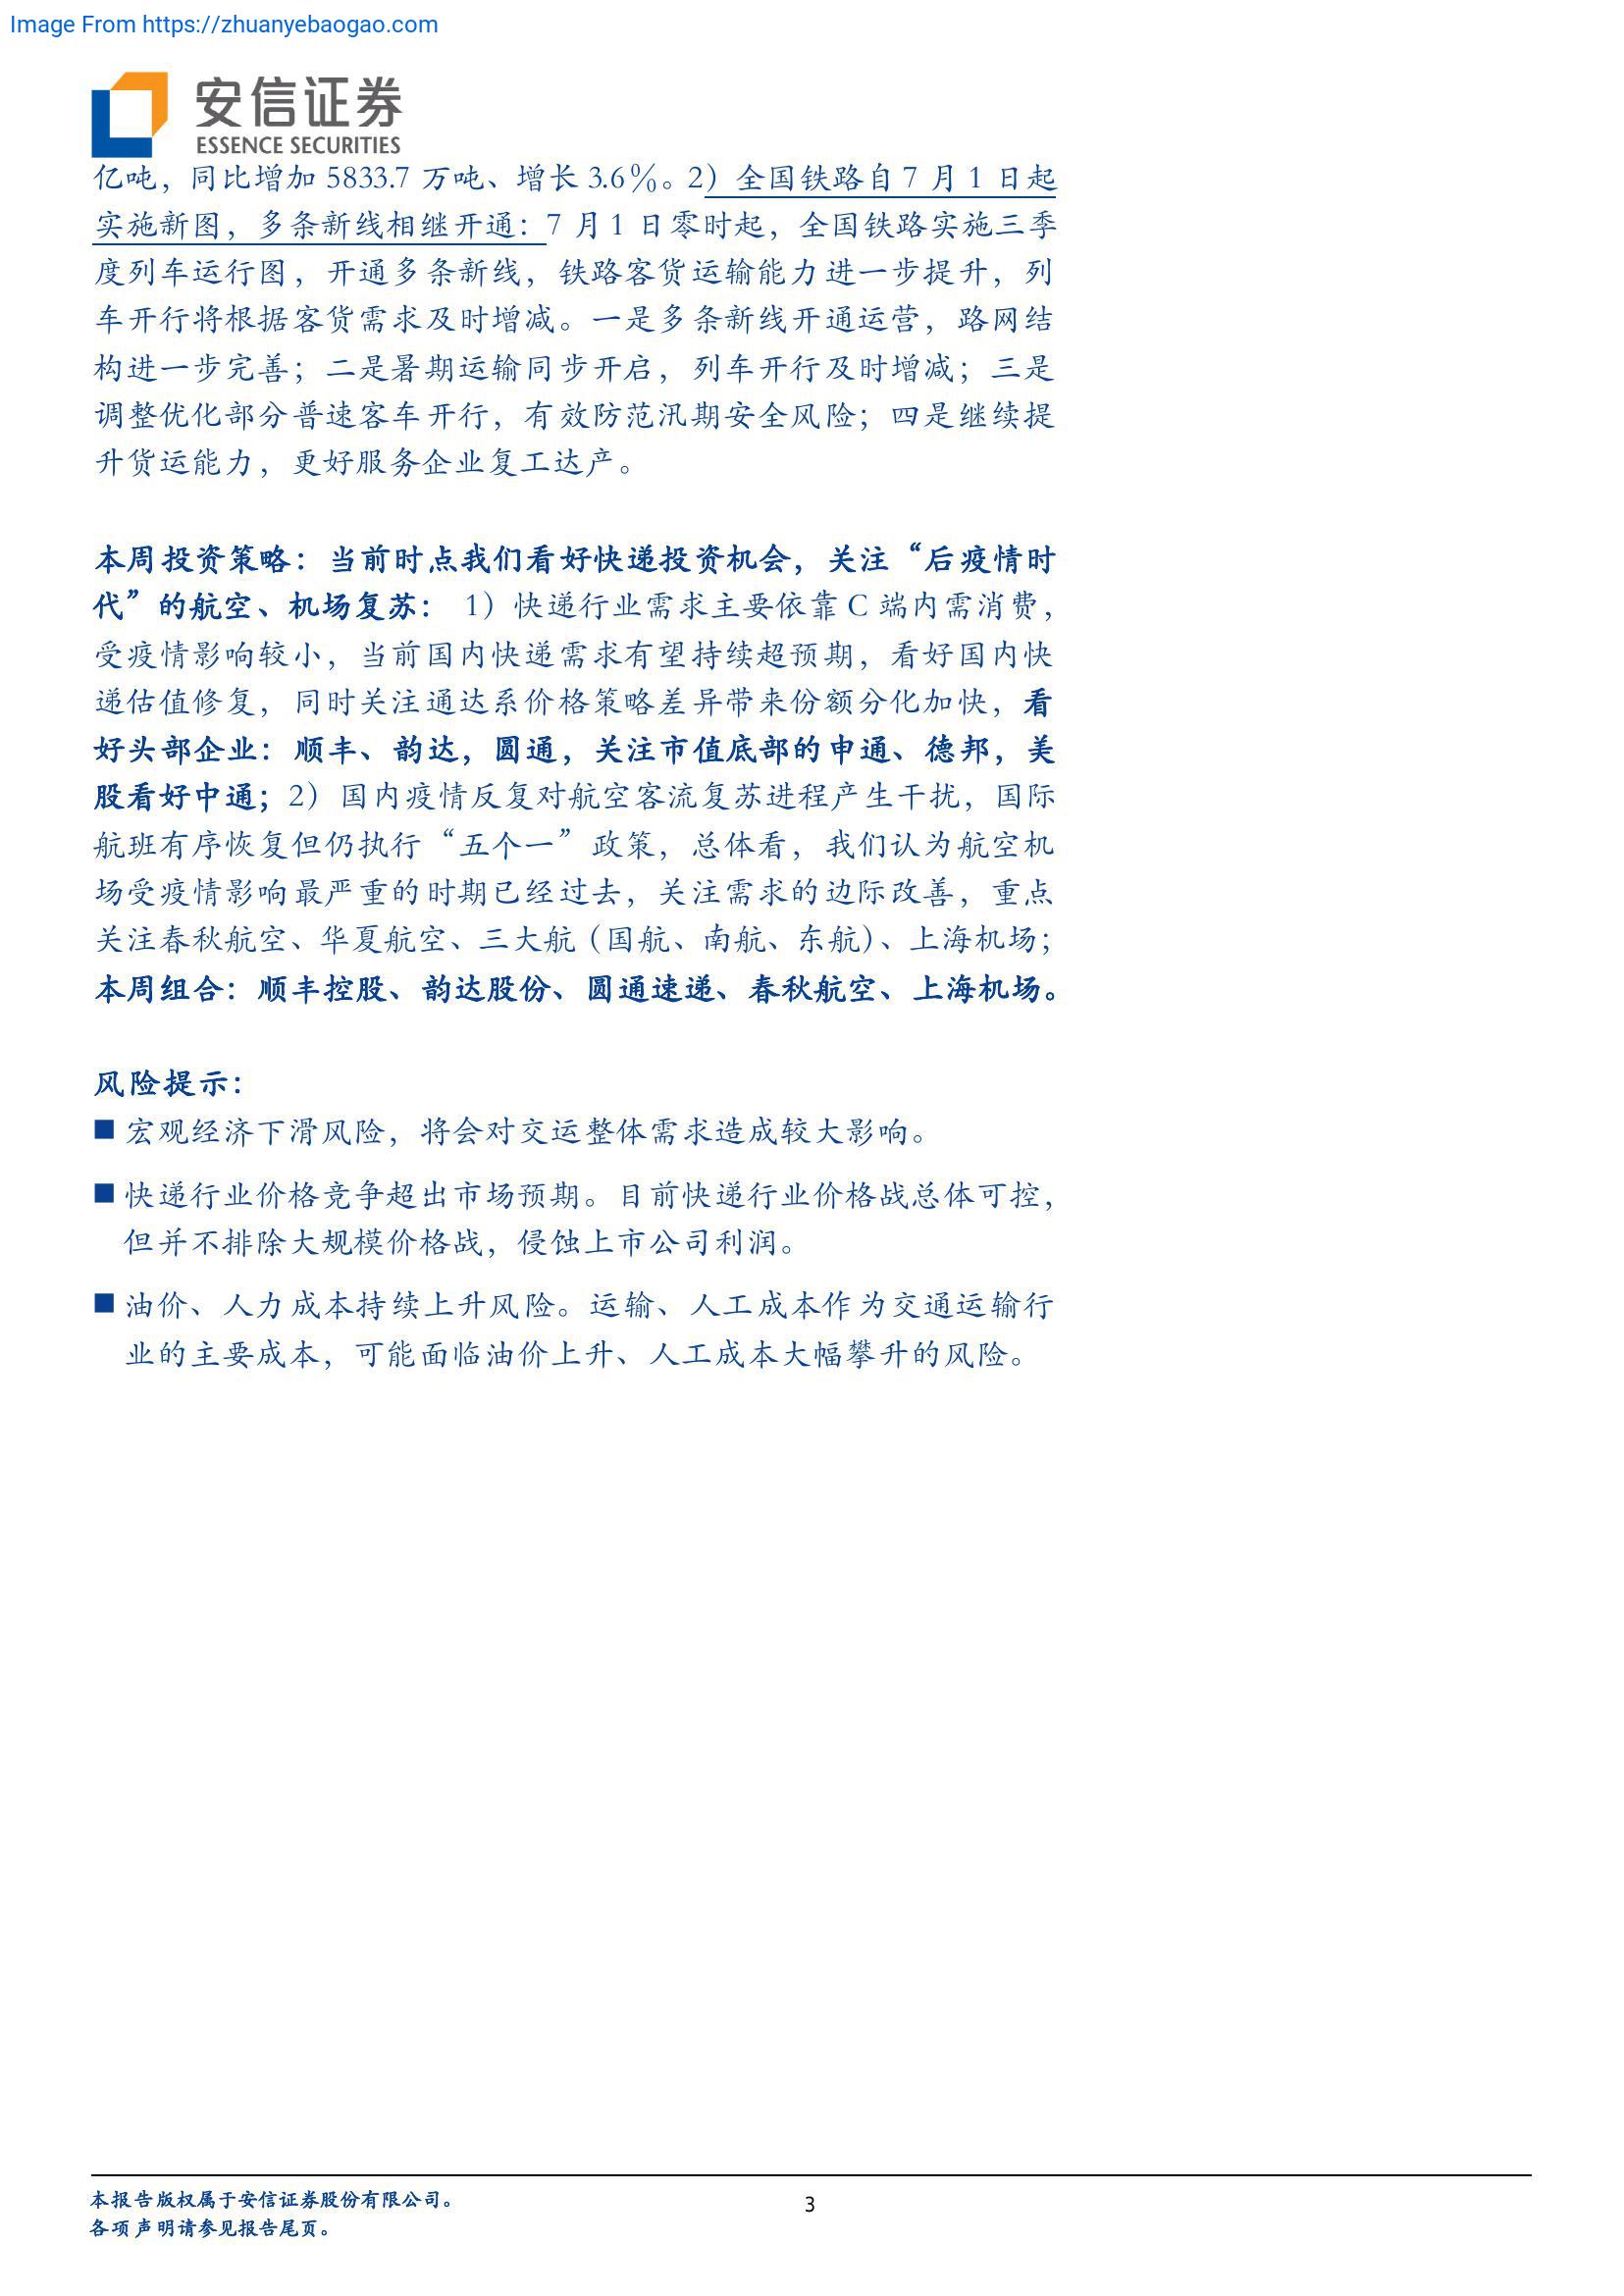 Image From https://zhuanyebaogao.com
安信证券
ESSENCE SECURITIES
亿吨，同比增加 5833.7 万吨、增长 3.6%。2）全国铁路自 7 月 1 日起
实施新图，多条新线相继开通：7 月 1 日零时起，全国铁路实施三季
度列车运行图，开通多条新线，铁路客货运输能力进一步提升，列
车开行将根据客货需求及时增减。一是多条新线开通运营，路网结
构进一步完善；二是暑期运输同步开启，列车开行及时增减；三是
调整优化部分普速客车开行，有效防范汛期安全风险；四是继续提
升货运能力，更好服务企业复工达产。
本周投资策略：当前时点我们看好快递投资机会，关注“后疫情时
代”的航空、机场复苏： 1）快递行业需求主要依靠 C 端内需消费，
受疫情影响较小，当前国内快递需求有望持续超预期，看好国内快
递估值修复，同时关注通达系价格策略差异带来份额分化加快，看
好头部企业：顺丰、韵达，圆通，关注市值底部的申通、德邦，美
股看好中通；2）国内疫情反复对航空客流复苏进程产生干扰，国际
航班有序恢复但仍执行“五个一”政策，总体看，我们认为航空机
场受疫情影响最严重的时期已经过去，关注需求的边际改善，重点
关注春秋航空、华夏航空、三大航（国航、南航、东航）、上海机场；
本周组合：顺丰控股、韵达股份、圆通速递、春秋航空、上海机场。
风险提示：
■ 宏观经济下滑风险，将会对交运整体需求造成较大影响。
■ 快递行业价格竞争超出市场预期。目前快递行业价格战总体可控，
但并不排除大规模价格战，侵蚀上市公司利润。
■ 油价、人力成本持续上升风险。运输、人工成本作为交通运输行
业的主要成本，可能面临油价上升、人工成本大幅攀升的风险。
本报告版权属于安信证券股份有限公司。
各项声明请参见报告尾页。
3